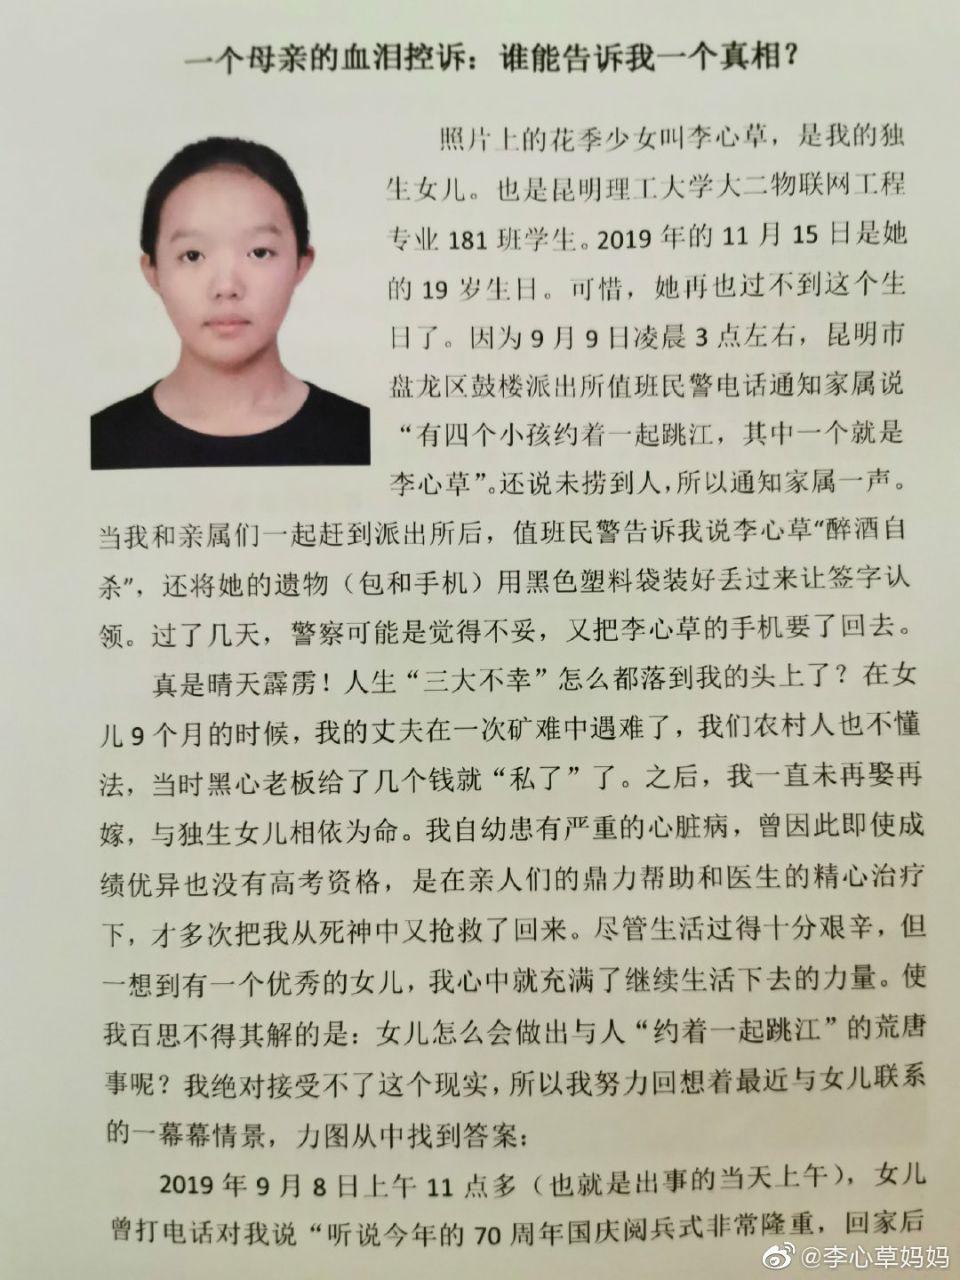 一个母亲的血泪控诉：谁能告诉我一个真相？
照片上的花季少女叫李心草，是我的独
生女儿。也是昆明理工大学大二物联网工程
专业 181 班学生。2019 年的 11 月 15 日是她
的 19 岁生日。可惜，她再也过不到这个生
日了。因为 9 月 9 日凌晨 3 点左右，昆明市
盘龙区鼓楼派出所值班民警电话通知家属说
“有四个小孩约着一起跳江，其中一个就是
李心草”。还说未捞到人，所以通知家属一声。
当我和亲属们一起赶到派出所后，值班民警告诉我说李心草“醉酒自
杀”，还将她的遗物（包和手机）用黑色塑料袋装好丢过来让签字认
领。过了几天，警察可能是觉得不妥，又把李心草的手机要了回去。
真是晴天霹雳！人生“三大不幸”怎么都落到我的头上了？在女
儿 9 个月的时候，我的丈夫在一次矿难中遇难了，我们农村人也不懂
法，当时黑心老板给了几个钱就“私了”了。之后，我一直未再娶再
嫁，与独生女儿相依为命。我自幼患有严重的心脏病，曾因此即使成
绩优异也没有高考资格，是在亲人们的鼎力帮助和医生的精心治疗
下，才多次把我从死神中又抢救了回来。尽管生活过得十分艰辛，但
一想到有一个优秀的女儿，我心中就充满了继续生活下去的力量。使
我百思不得其解的是：女儿怎么会做出与人“约着一起跳江”的荒唐
事呢？我绝对接受不了这个现实，所以我努力回想着最近与女儿联系
的一幕幕情景，力图从中找到答案：
2019 年 9 月 8 日上午 11 点多（也就是出事的当天上午），女儿
曾打电话对我说“听说今年的 70 周年国庆阅兵式非常隆重，回家后
@李心草妈妈